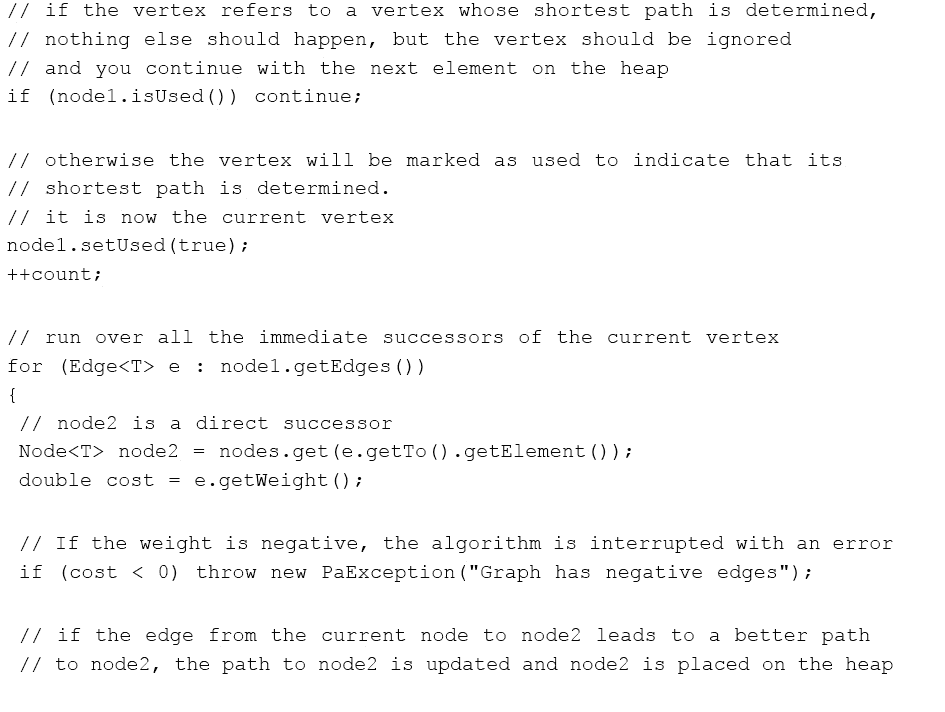 // if the vertex refers to a vertex whose shortest path is determined,
// nothing else should happen, but the vertex should be ignored
// and you continue with the next element on the heap
if (node1.isUsed()) continue;
// otherwise the vertex will be marked as used to indicate that its
// shortest path is determined.
// it is now the current vertex
node1.setUsed(true);
++count;
// run over all the immediate successors of the current vertex
for (Edge<T> e : node1.getEdges())
{
// node2 is a direct successor
Node<T> node2 = nodes.get(e.getTo().getElement());
double cost = e.getWeight();
// If the weight is negative, the algorithm is interrupted with an error
if (cost < 0) throw new PaException("Graph has negative edges");
// if the edge from the current node to node2 leads to a better path
// to node2, the path to node2 is updated and node2 is placed on the heap